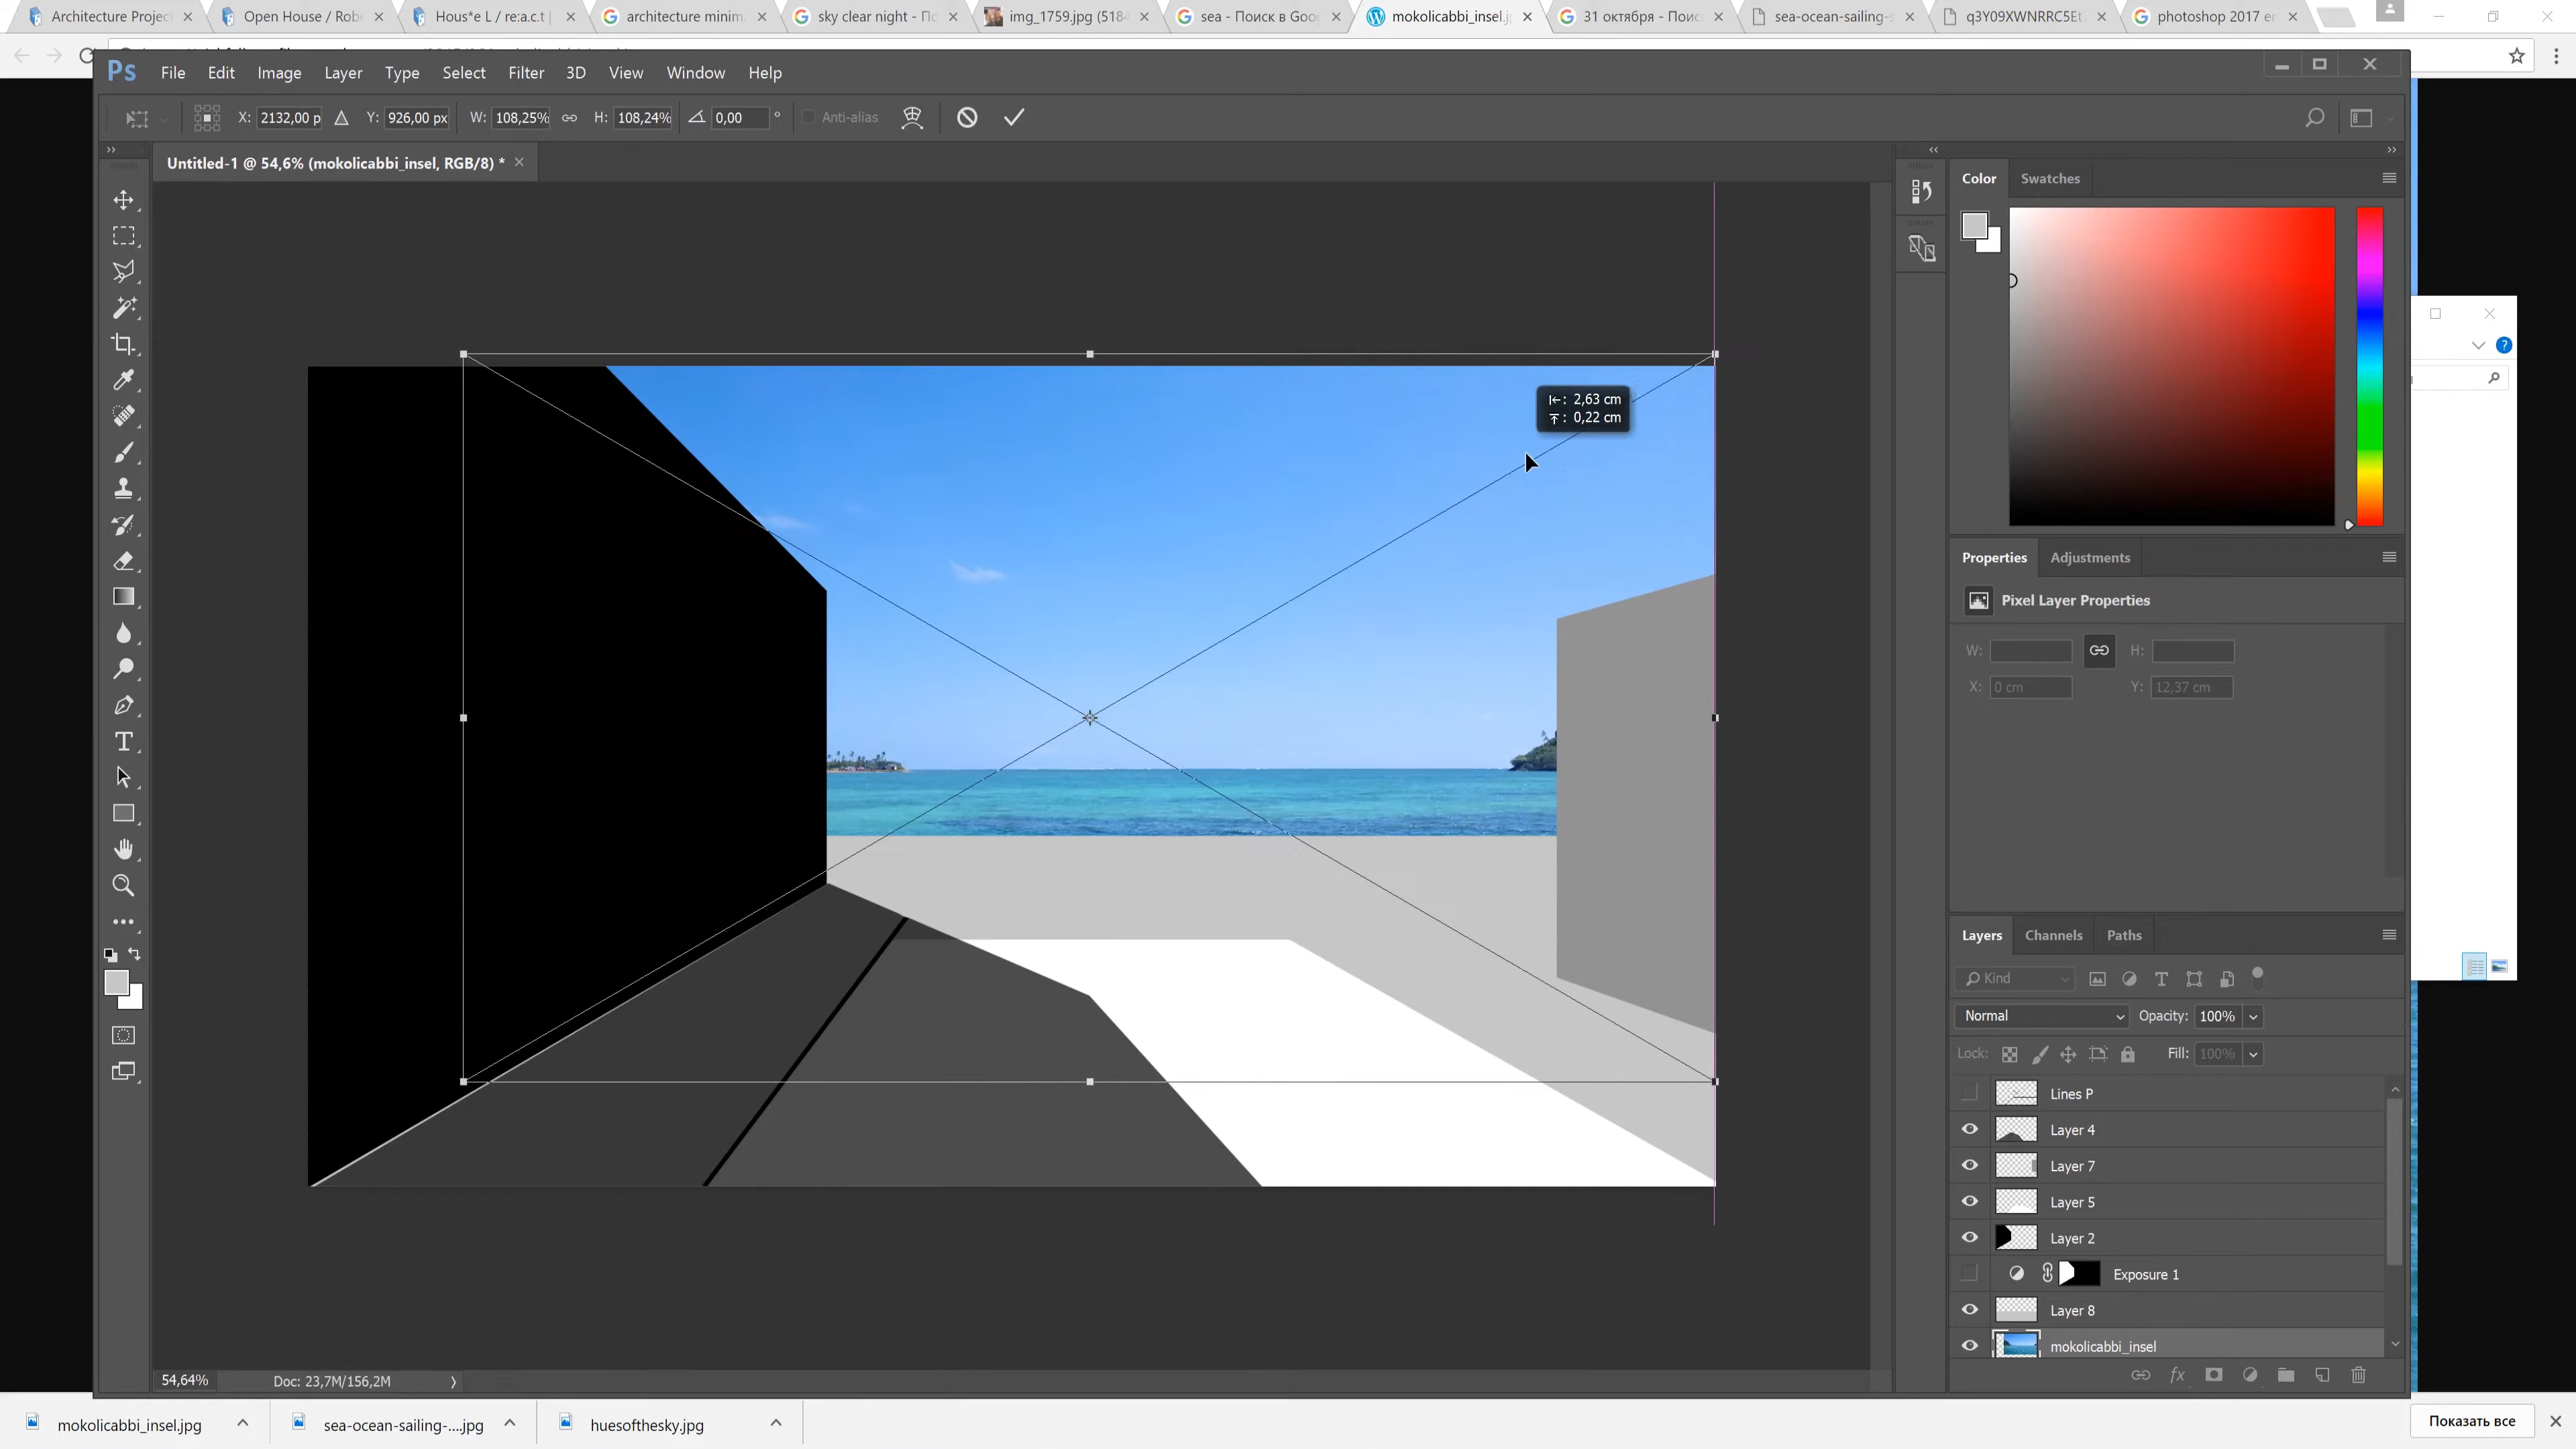 Architecture Project
Open House / Rob
Hous*e L / re:a.c.t |
architecture minim
sky clear night - По
img_1759.jpg (5184
sea - Поиск в Goo
mokolicabbi_insel.j
31 октября - Поис
sea-ocean-sailing-s
q3Y09XWNRRC5Et
photoshop 2017 e
Ps File Edit Image Layer Type Select Filter 3D View Window Help
X: 2132,00 p Y: 926,00 px W: 108,25% H: 108,24% 0,00 ° Anti-alias
Untitled-1 @ 54,6% (mokolicabbi_insel, RGB/8) *
Color Swatches
2,63 cm
0,22 cm
Properties Adjustments
Pixel Layer Properties
W: H:
X: 0 cm Y: 12,37 cm
Layers Channels Paths
Kind
Normal Opacity: 100%
Lock: Fill: 100%
Lines P
Layer 4
Layer 7
Layer 5
Layer 2
Exposure 1
Layer 8
mokolicabbi_insel
54,64% Doc: 23,7M/156,2M
mokolicabbi_insel.jpg
sea-ocean-sailing-....jpg
huesofthesky.jpg
Показать все